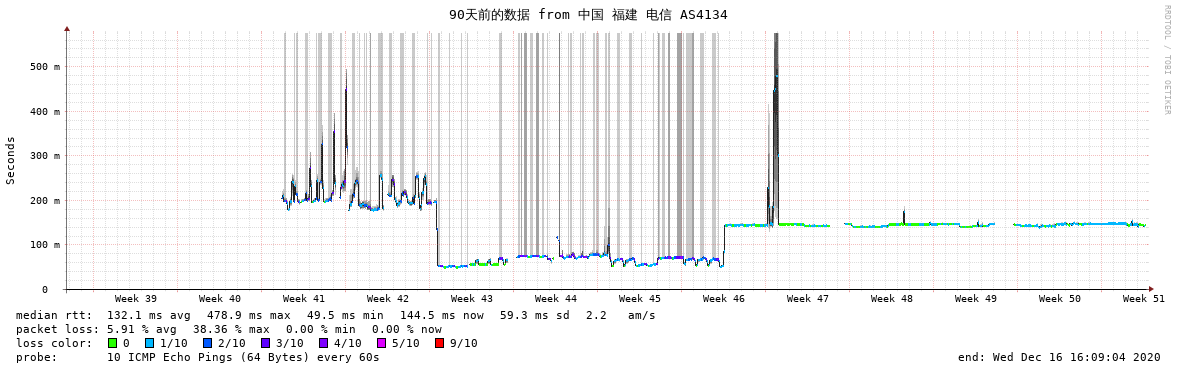 90天前的数据 from 中国 福建 电信 AS4134
RRDTOOL / TOBI OETIKER
Seconds
500 m
400 m
300 m
200 m
100 m
0
Week 39 Week 40 Week 41 Week 42 Week 43 Week 44 Week 45 Week 46 Week 47 Week 48 Week 49 Week 50 Week 51
median rtt: 132.1 ms avg 478.9 ms max 49.5 ms min 144.5 ms now 59.3 ms sd 2.2 am/s
packet loss: 5.91 % avg 38.36 % max 0.00 % min 0.00 % now
loss color: 0 1/10 2/10 3/10 4/10 5/10 9/10
probe: 10 ICMP Echo Pings (64 Bytes) every 60s end: Wed Dec 16 16:09:04 2020